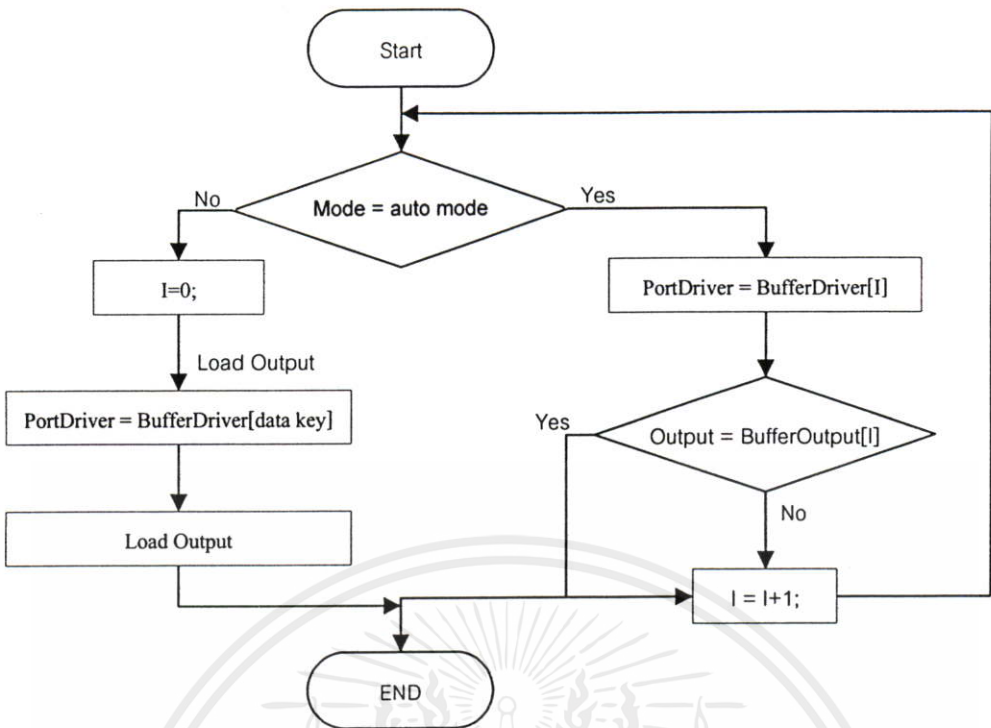 Start
Mode = auto mode
No
Yes
I=0;
PortDriver = BufferDriver[I]
Load Output
PortDriver = BufferDriver[data key]
Yes
Output = BufferOutput[I]
No
Load Output
I = I+1;
END